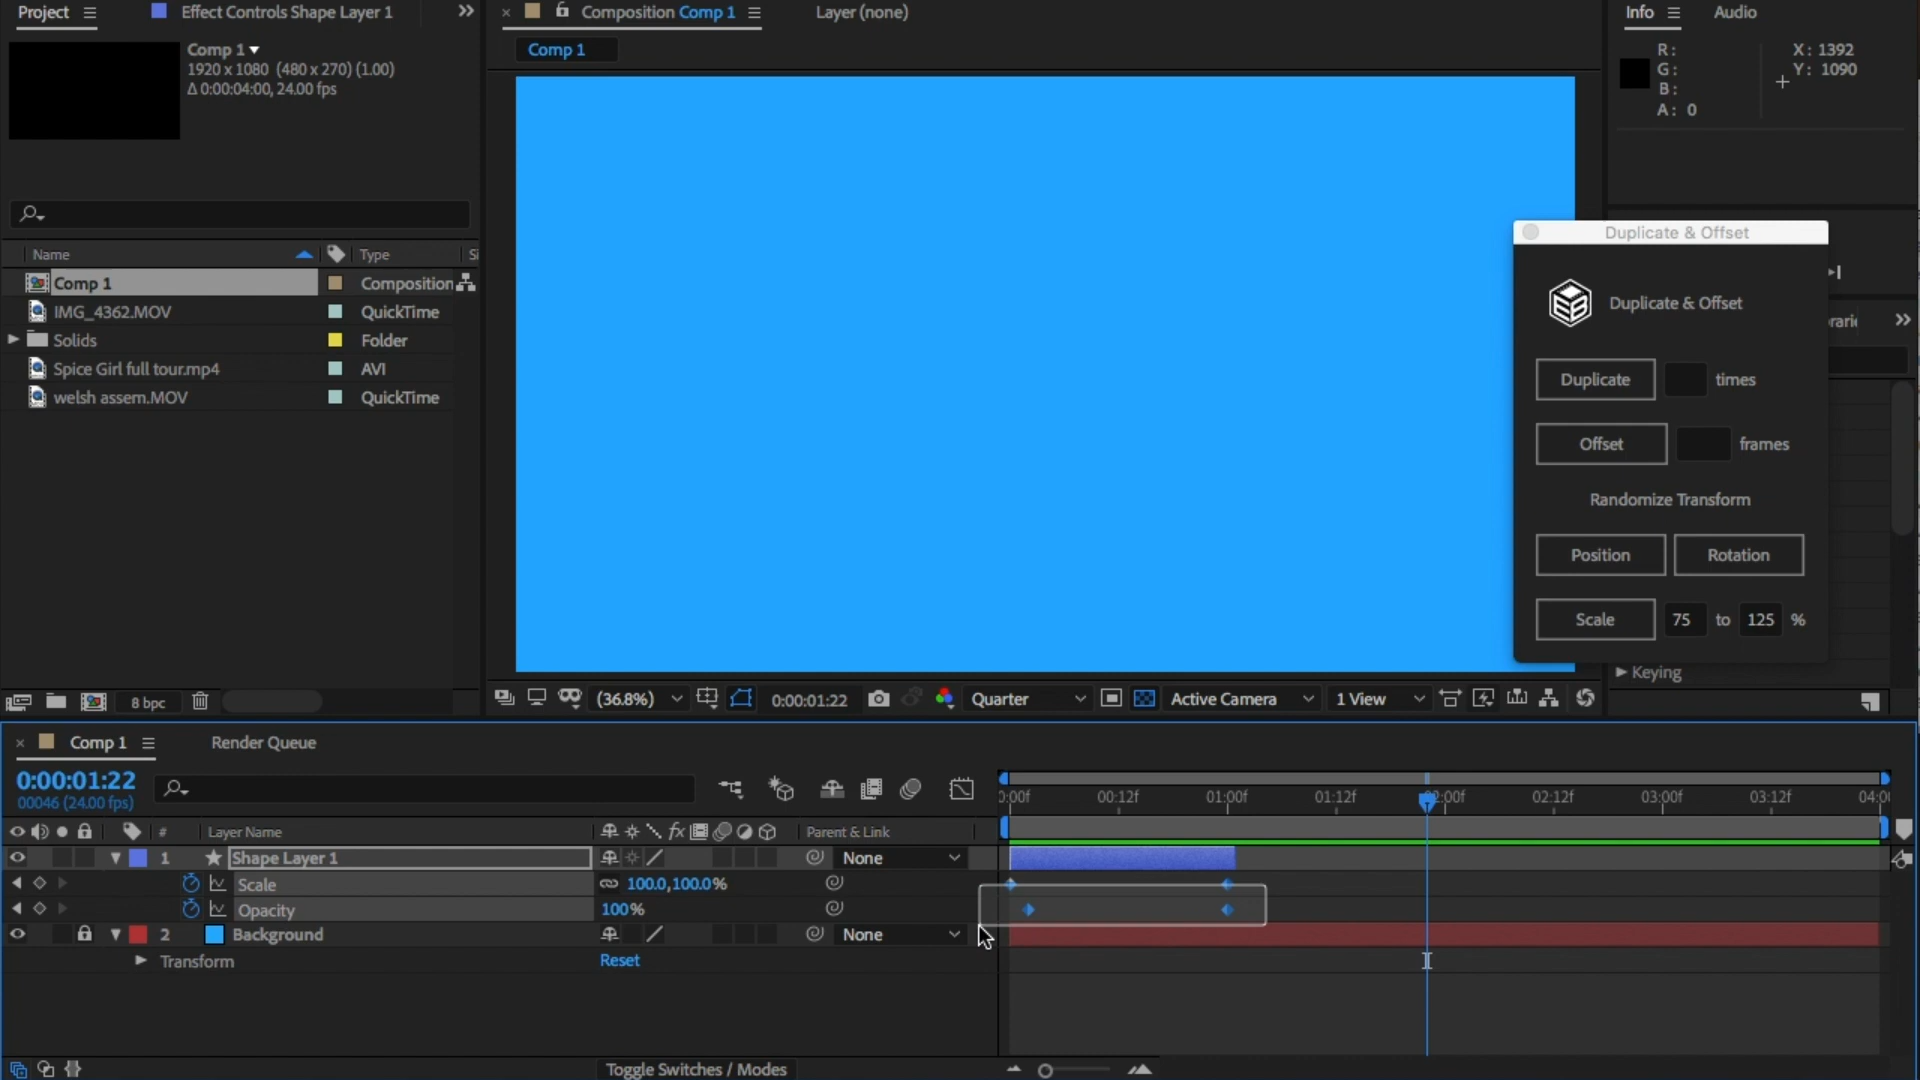 Project
Effect Controls Shape Layer 1
Composition Comp 1
Layer (none)
Info
Audio
Comp 1
1920 x 1080 (480 x 270) (1.00)
Δ 0:00:04:00, 24.00 fps
Comp 1
R:
G:
B:
A: 0
X: 1392
Y: 1090
Name
Type
Si
Comp 1
Composition
IMG_4362.MOV
QuickTime
Solids
Folder
Spice Girl full tour.mp4
AVI
welsh assem.MOV
QuickTime
Duplicate & Offset
Duplicate & Offset
Duplicate
times
Offset
frames
Randomize Transform
Position
Rotation
Scale
75
to
125
%
Keying
8 bpc
(36.8%)
0:00:01:22
Quarter
Active Camera
1 View
Comp 1
Render Queue
0:00:01:22
00046 (24.00 fps)
0:00f
00:12f
01:00f
01:12f
02:00f
02:12f
03:00f
03:12f
04:00
#
Layer Name
fx
Parent & Link
1
Shape Layer 1
None
Scale
100.0,100.0%
Opacity
100%
2
Background
None
Transform
Reset
Toggle Switches / Modes